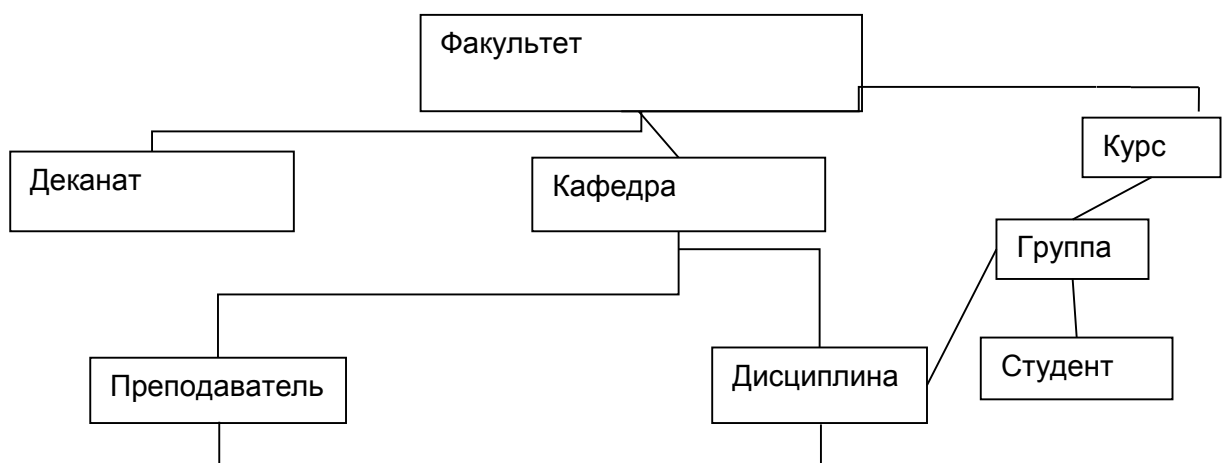 Факультет
Курс
Деканат
Кафедра
Группа
Студент
Преподаватель
Дисциплина